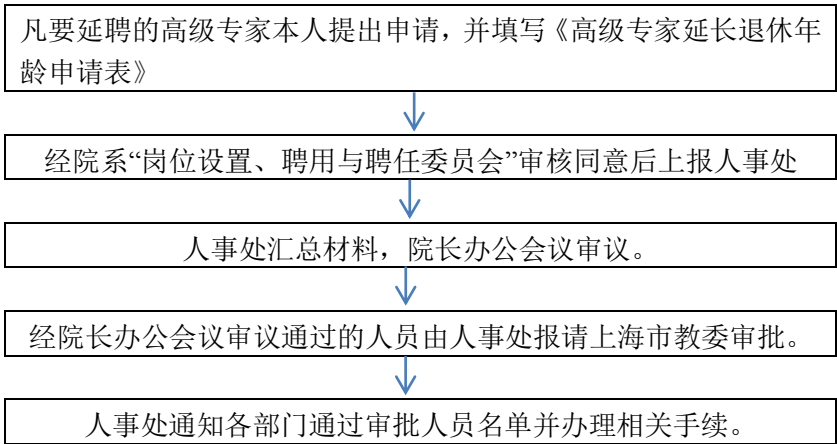 凡要延聘的高级专家本人提出申请，并填写《高级专家延长退休年
龄申请表》
经院系“岗位设置、聘用与聘任委员会”审核同意后上报人事处
人事处汇总材料，院长办公会议审议。
经院长办公会议审议通过的人员由人事处报请上海市教委审批。
人事处通知各部门通过审批人员名单并办理相关手续。